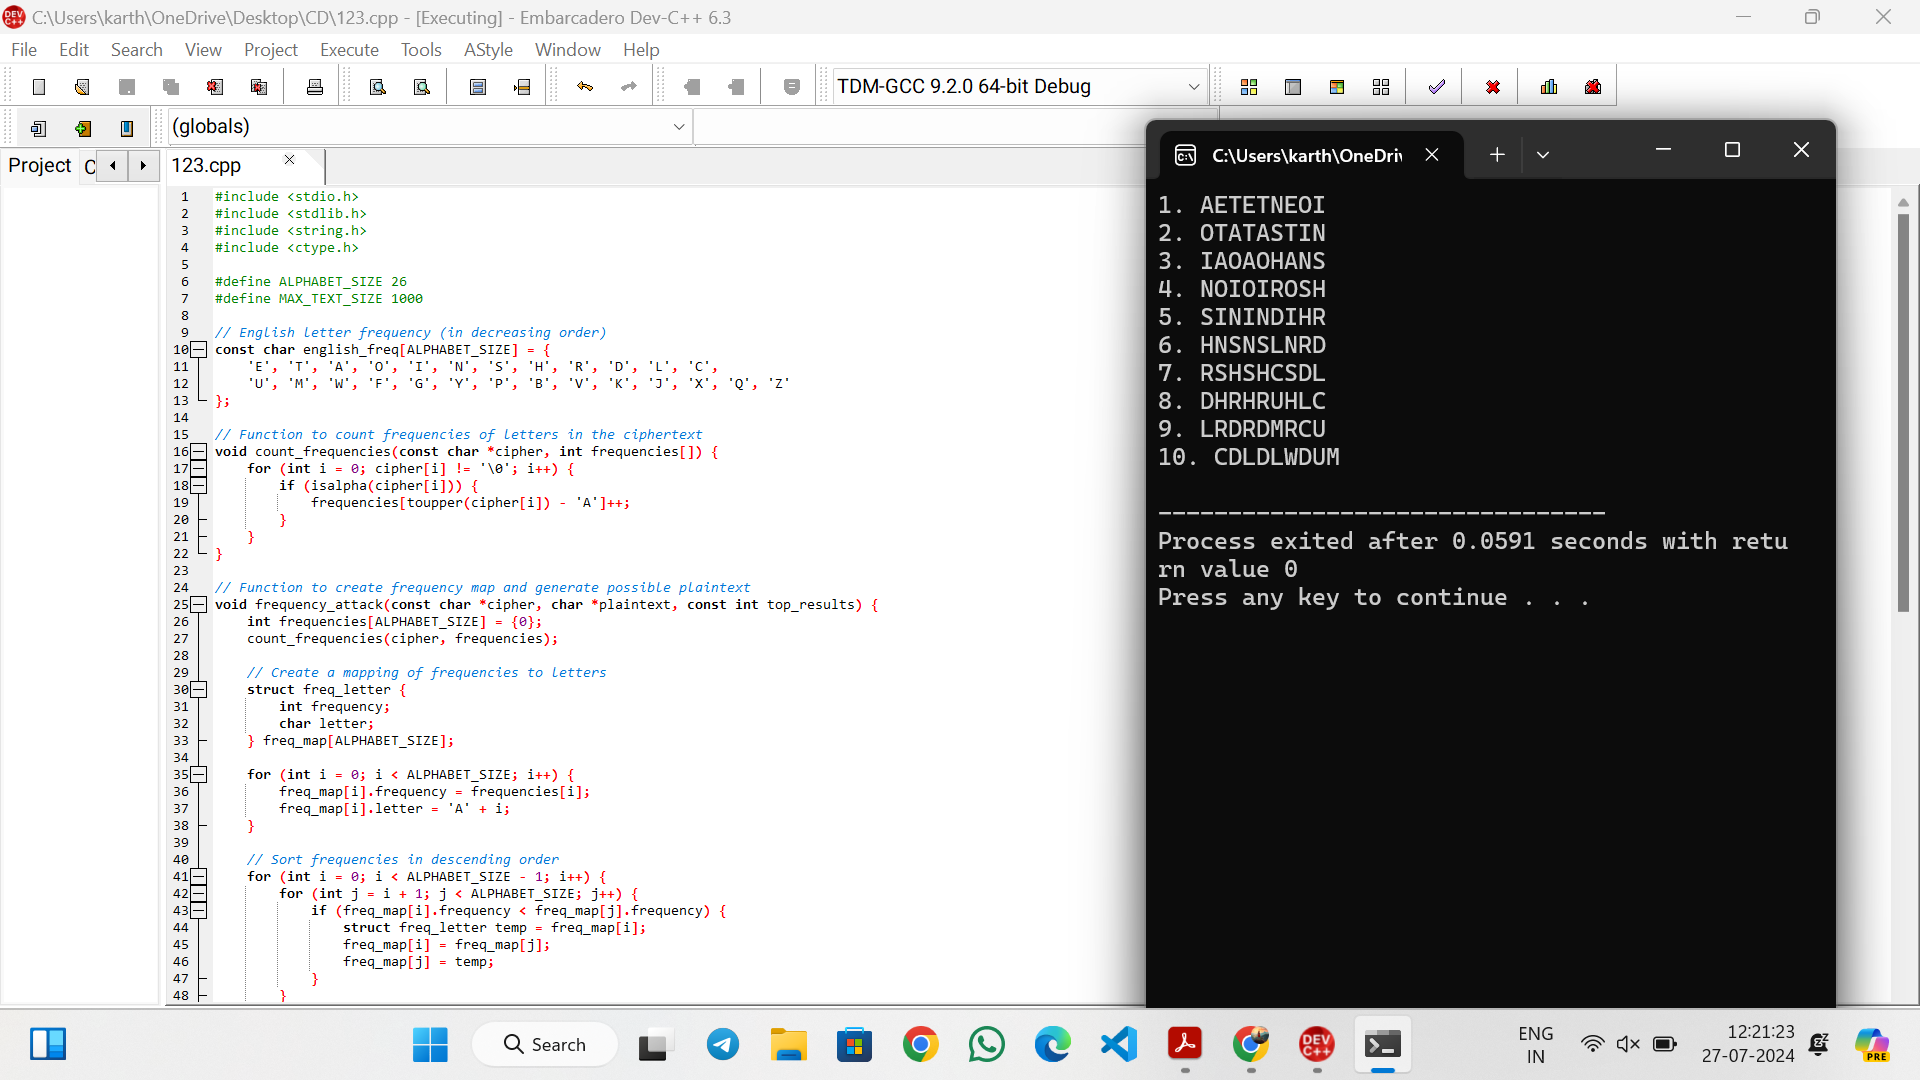 C:\Users\karth\OneDrive\Desktop\CD\123.cpp - [Executing] - Embarcadero Dev-C++ 6.3
File Edit Search View Project Execute Tools AStyle Window Help
TDM-GCC 9.2.0 64-bit Debug
(globals)
Project C 123.cpp
1 #include <stdio.h>
2 #include <stdlib.h>
3 #include <string.h>
4 #include <ctype.h>
5
6 #define ALPHABET_SIZE 26
7 #define MAX_TEXT_SIZE 1000
8
9 // English letter frequency (in decreasing order)
10 const char english_freq[ALPHABET_SIZE] = {
11 'E', 'T', 'A', 'O', 'I', 'N', 'S', 'H', 'R', 'D', 'L', 'C',
12 'U', 'M', 'W', 'F', 'G', 'Y', 'P', 'B', 'V', 'K', 'J', 'X', 'Q', 'Z'
13 };
14
15 // Function to count frequencies of letters in the ciphertext
16 void count_frequencies(const char *cipher, int frequencies[]) {
17 for (int i = 0; cipher[i] != '\0'; i++) {
18 if (isalpha(cipher[i])) {
19 frequencies[toupper(cipher[i]) - 'A']++;
20 }
21 }
22 }
23
24 // Function to create frequency map and generate possible plaintext
25 void frequency_attack(const char *cipher, char *plaintext, const int top_results) {
26 int frequencies[ALPHABET_SIZE] = {0};
27 count_frequencies(cipher, frequencies);
28
29 // Create a mapping of frequencies to letters
30 struct freq_letter {
31 int frequency;
32 char letter;
33 } freq_map[ALPHABET_SIZE];
34
35 for (int i = 0; i < ALPHABET_SIZE; i++) {
36 freq_map[i].frequency = frequencies[i];
37 freq_map[i].letter = 'A' + i;
38 }
39
40 // Sort frequencies in descending order
41 for (int i = 0; i < ALPHABET_SIZE - 1; i++) {
42 for (int j = i + 1; j < ALPHABET_SIZE; j++) {
43 if (freq_map[i].frequency < freq_map[j].frequency) {
44 struct freq_letter temp = freq_map[i];
45 freq_map[i] = freq_map[j];
46 freq_map[j] = temp;
47 }
48 }
C:\Users\karth\OneDriv
1. AETETNEOI
2. OTATASTIN
3. IAOAOHANS
4. NOIOIROSH
5. SININDIHR
6. HNSNSLNRD
7. RSHSHCSDL
8. DHRHRUHLC
9. LRDRDMRCU
10. CDLDLWDUM
--------------------------------
Process exited after 0.0591 seconds with retu
rn value 0
Press any key to continue . . .
Search
DEV C++
ENG
IN
12:21:23
27-07-2024
PRE